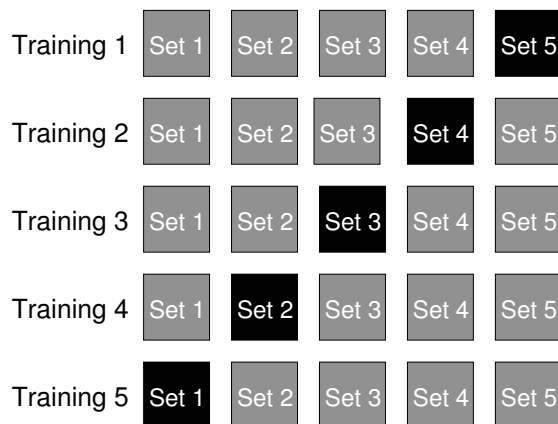 Training 1 Set 1 Set 2 Set 3 Set 4 Set 5
Training 2 Set 1 Set 2 Set 3 Set 4 Set 5
Training 3 Set 1 Set 2 Set 3 Set 4 Set 5
Training 4 Set 1 Set 2 Set 3 Set 4 Set 5
Training 5 Set 1 Set 2 Set 3 Set 4 Set 5